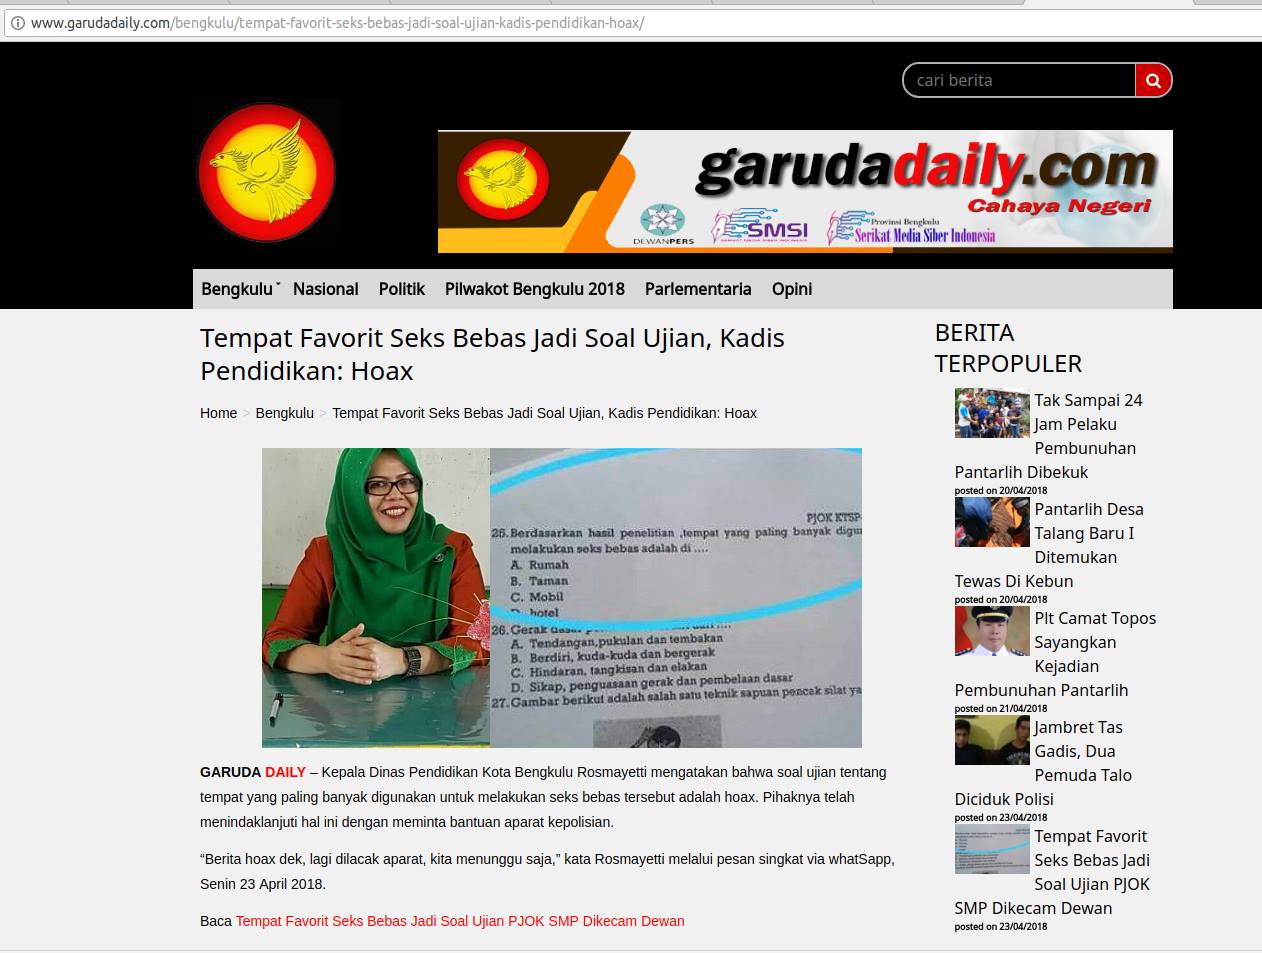 www.garudadaily.com/bengkulu/tempat-favorit-seks-bebas-jadi-soal-ujian-kadis-pendidikan-hoax/
cari berita
garudadaily.com
Cahaya Negeri
DEWANPERS
SMSI
Provinsi Bengkulu
Serikat Media Siber Indonesia
Bengkulu Nasional Politik Pilwakot Bengkulu 2018 Parlementaria Opini
Tempat Favorit Seks Bebas Jadi Soal Ujian, Kadis
Pendidikan: Hoax
Home > Bengkulu > Tempat Favorit Seks Bebas Jadi Soal Ujian, Kadis Pendidikan: Hoax
PJOK KTSP-
25. Berdasarkan hasil penelitian ,tempat yang paling banyak digu
melakukan seks bebas adalah di ....
A. Rumah
B. Taman
C. Mobil
D. hotel
26. Gerak dasar
A. Tendangan,pukulan dan tembakan
B. Berdiri, kuda-kuda dan bergerak
C. Hindaran, tangkisan dan elakan
D. Sikap, penguasaan gerak dan pembelaan dasar
27. Gambar berikut adalah salah satu teknik sapuan pencak silat ya
GARUDA DAILY – Kepala Dinas Pendidikan Kota Bengkulu Rosmayetti mengatakan bahwa soal ujian tentang
tempat yang paling banyak digunakan untuk melakukan seks bebas tersebut adalah hoax. Pihaknya telah
menindaklanjuti hal ini dengan meminta bantuan aparat kepolisian.
“Berita hoax dek, lagi dilacak aparat, kita menunggu saja,” kata Rosmayetti melalui pesan singkat via whatSapp,
Senin 23 April 2018.
Baca Tempat Favorit Seks Bebas Jadi Soal Ujian PJOK SMP Dikecam Dewan
BERITA
TERPOPULER
Tak Sampai 24
Jam Pelaku
Pembunuhan
Pantarlih Dibekuk
posted on 20/04/2018
Pantarlih Desa
Talang Baru I
Ditemukan
Tewas Di Kebun
posted on 20/04/2018
Plt Camat Topos
Sayangkan
Kejadian
Pembunuhan Pantarlih
posted on 21/04/2018
Jambret Tas
Gadis, Dua
Pemuda Talo
Diciduk Polisi
posted on 23/04/2018
Tempat Favorit
Seks Bebas Jadi
Soal Ujian PJOK
SMP Dikecam Dewan
posted on 23/04/2018